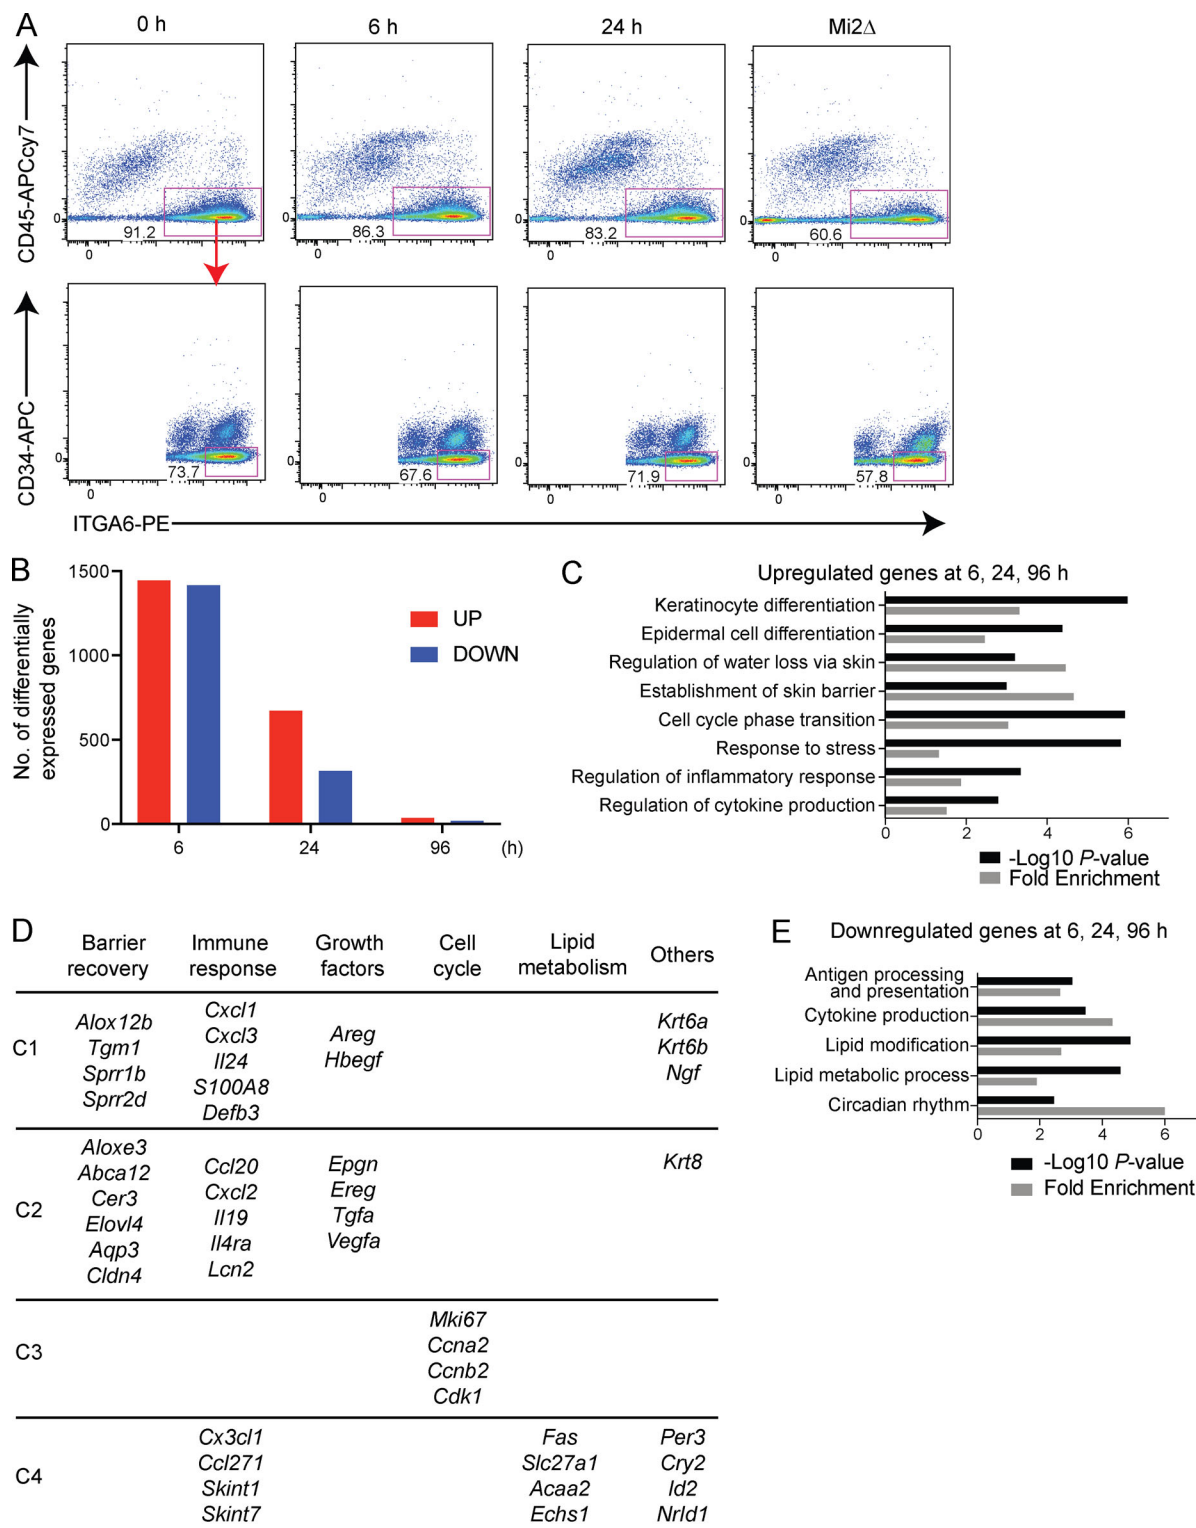 A
0 h
6 h
24 h
Mi2Δ
CD45-APCcy7
0
91.2
0
0
86.3
0
0
83.2
0
0
60.6
0
CD34-APC
0
73.7
0
0
67.6
0
0
71.9
0
0
57.8
0
ITGA6-PE
B
No. of differentially
expressed genes
1500
1000
500
0
6
24
96
(h)
UP
DOWN
C
Upregulated genes at 6, 24, 96 h
Keratinocyte differentiation
Epidermal cell differentiation
Regulation of water loss via skin
Establishment of skin barrier
Cell cycle phase transition
Response to stress
Regulation of inflammatory response
Regulation of cytokine production
0 2 4 6
-Log10 P-value
Fold Enrichment
D
Barrier
recovery
Immune
response
Growth
factors
Cell
cycle
Lipid
metabolism
Others
C1
Alox12b
Tgm1
Sprr1b
Sprr2d
Cxcl1
Cxcl3
Il24
S100A8
Defb3
Areg
Hbegf
Krt6a
Krt6b
Ngf
C2
Aloxe3
Abca12
Cer3
Elovl4
Aqp3
Cldn4
Ccl20
Cxcl2
Il19
Il4ra
Lcn2
Epgn
Ereg
Tgfa
Vegfa
Krt8
C3
Mki67
Ccna2
Ccnb2
Cdk1
C4
Cx3cl1
Ccl271
Skint1
Skint7
Fas
Slc27a1
Acaa2
Echs1
Per3
Cry2
Id2
Nrld1
E
Downregulated genes at 6, 24, 96 h
Antigen processing
and presentation
Cytokine production
Lipid modification
Lipid metabolic process
Circadian rhythm
0 2 4 6
-Log10 P-value
Fold Enrichment